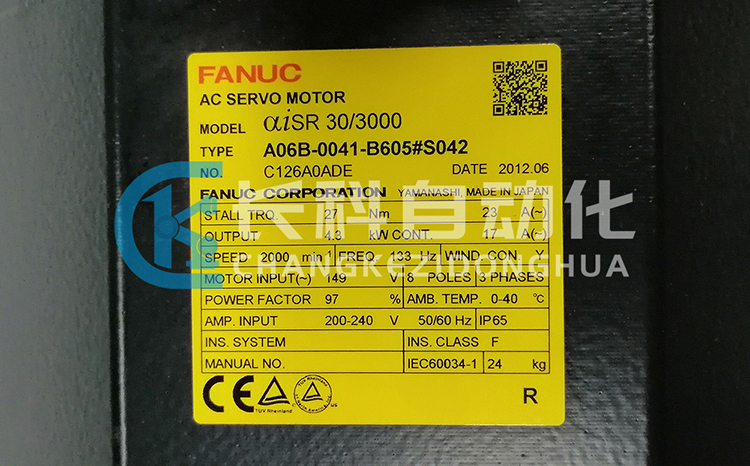 FANUC
AC SERVO MOTOR
MODEL αiSR 30/3000
TYPE A06B-0041-B605#S042
NO. C126A0ADE DATE 2012.06
FANUC CORPORATION YAMANASHI, MADE IN JAPAN
STALL TRQ. 27 Nm 23 A(~)
OUTPUT 4.3 kW CONT. 17 A(~)
SPEED 2000 min-1 FREQ. 133 Hz WIND. CON. Y
MOTOR INPUT(~) 149 8 POLES 3 PHASES
POWER FACTOR 97 % AMB. TEMP. 0-40 ℃
AMP. INPUT 200-240 V 50/60 Hz IP65
INS. SYSTEM INS. CLASS F
MANUAL NO. IEC60034-1 24 kg
CE TUV Rheinland R
CK 长科自动化
CHANGKEZIDONGHUA